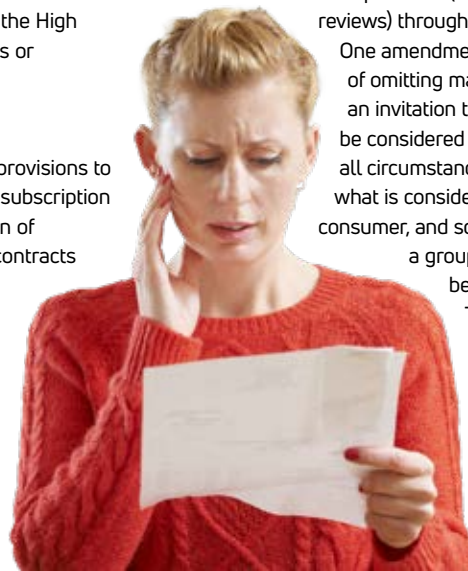 the High
s or
provisions to
subscription
n of
contracts
reviews) through
One amendme
of omitting ma
an invitation t
be considered
all circumstanc
what is conside
consumer, and so
a group
be